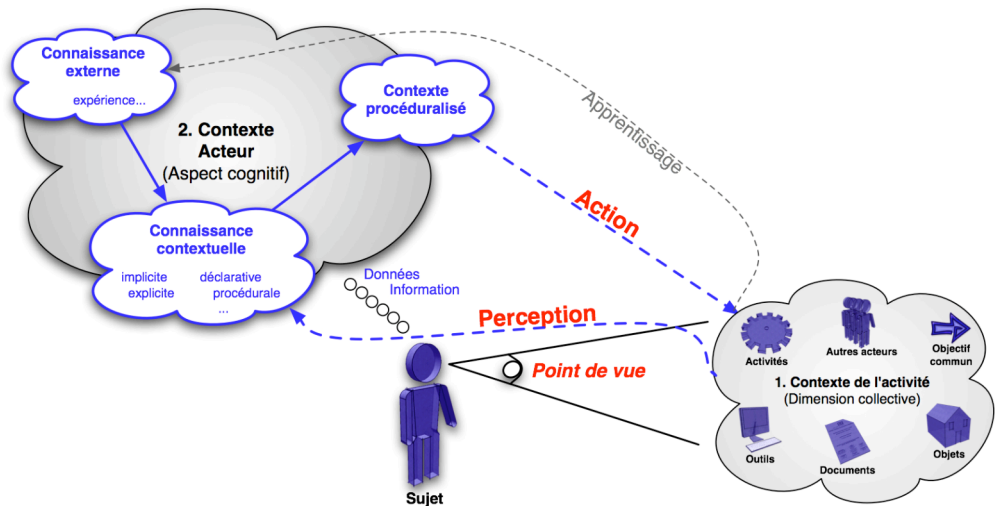 Connaissance
externe
expérience...
Contexte
procéduralisé
2. Contexte
Acteur
(Aspect cognitif)
Apprentissage
Action
Connaissance
contextuelle
implicite déclarative
explicite procédurale
...
Données
Information
Perception
Point de vue
Sujet
Activités
Autres acteurs
Objectif
commun
1. Contexte de l'activité
(Dimension collective)
Outils
Documents
Objets